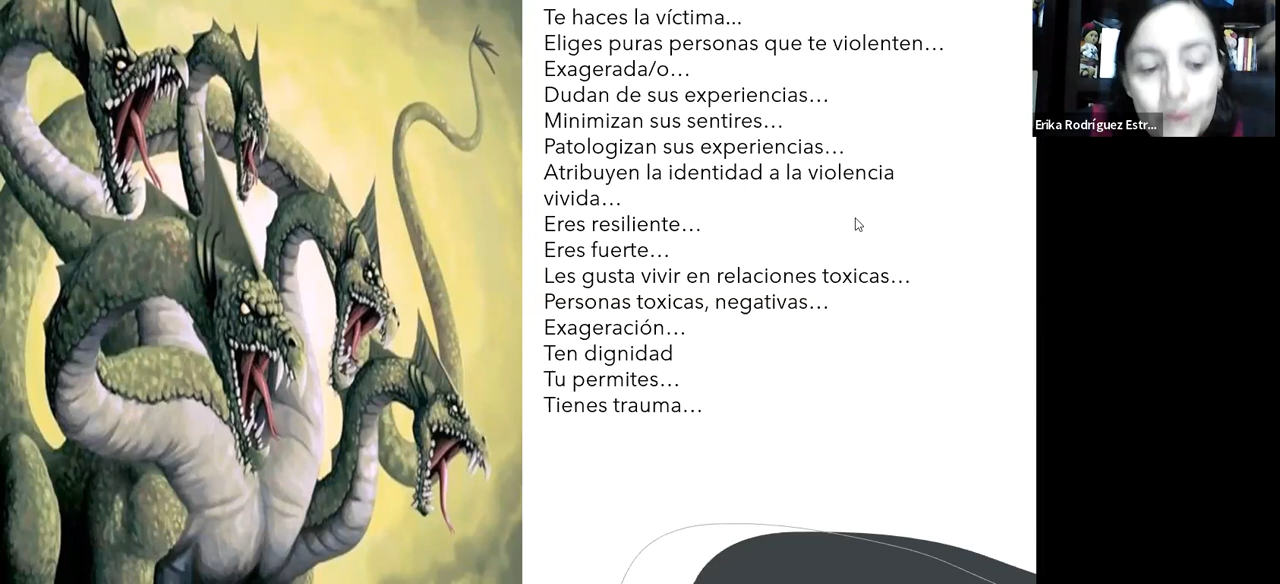 Te haces la víctima...
Eliges puras personas que te violenten…
Exagerada/o…
Dudan de sus experiencias…
Minimizan sus sentires…
Patologizan sus experiencias…
Atribuyen la identidad a la violencia
vivida…
Eres resiliente…
Eres fuerte…
Les gusta vivir en relaciones toxicas…
Personas toxicas, negativas…
Exageración…
Ten dignidad
Tu permites…
Tienes trauma…
Erika Rodríguez Estr...